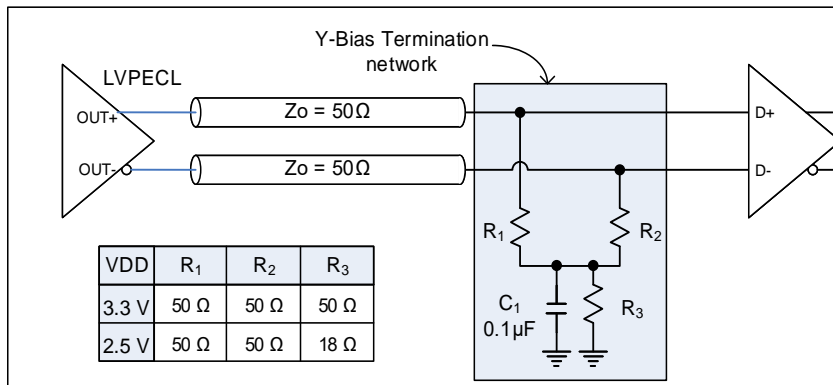 Y-Bias Termination
network
LVPECL
OUT+
Zo = 50Ω
D+
OUT-
Zo = 50Ω
D-
R1
R2
VDD R1 R2 R3
3.3 V 50 Ω 50 Ω 50 Ω
2.5 V 50 Ω 50 Ω 18 Ω
C1
0.1µF
R3